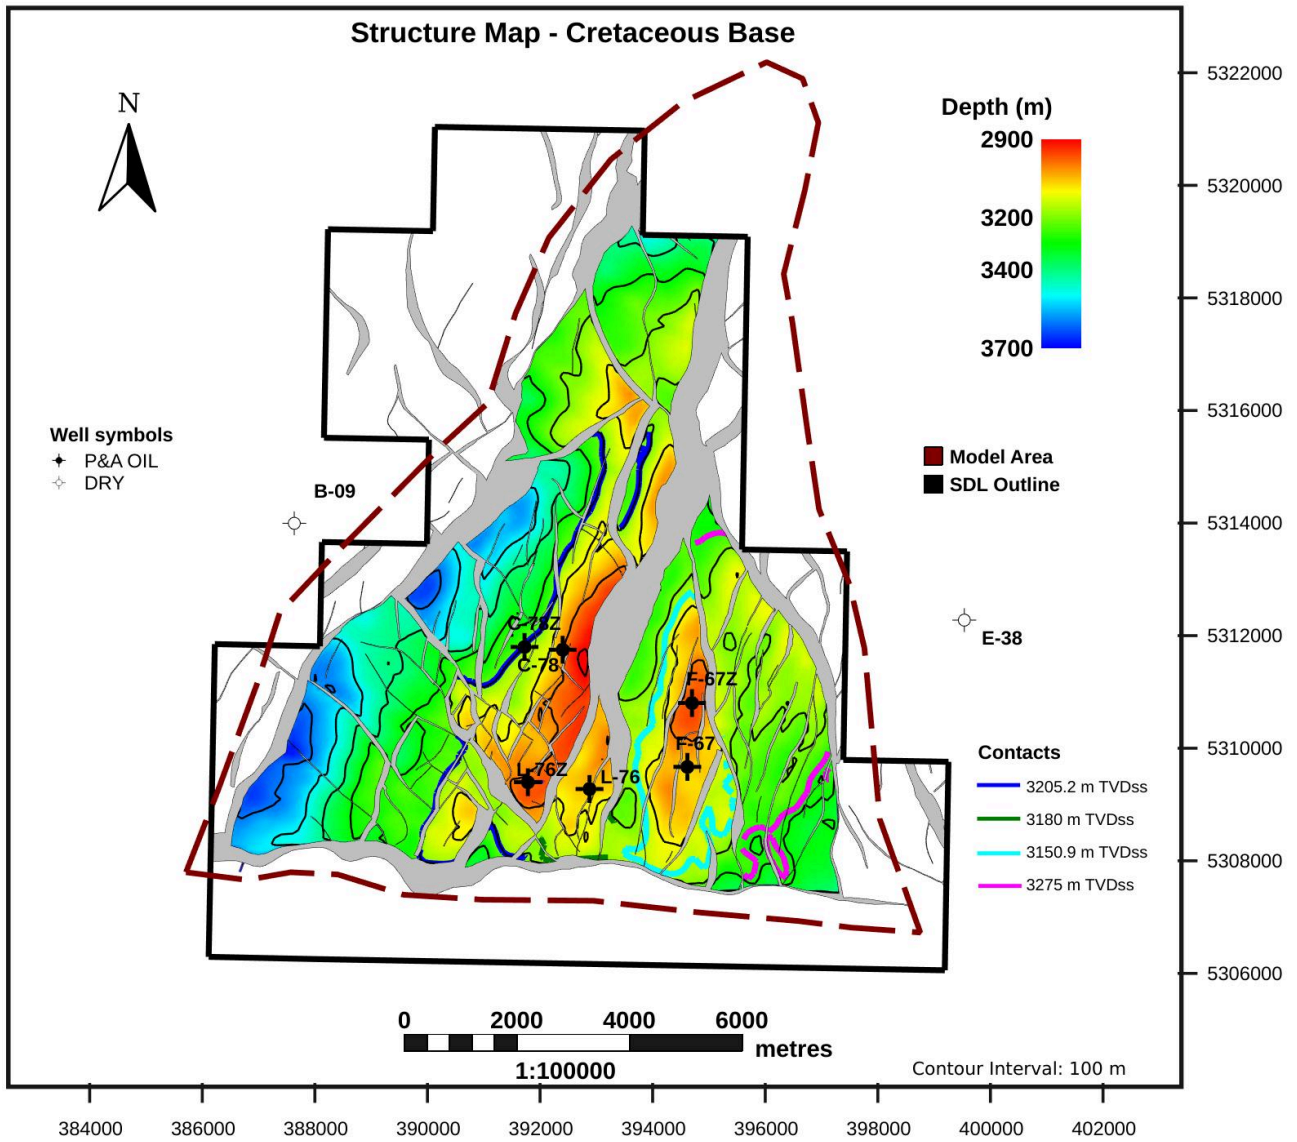 Structure Map - Cretaceous Base
N
Depth (m)
2900
3200
3400
3700
Well symbols
P&A OIL
DRY
B-09
E-38
C-78Z
C-78
F-67Z
F-67
L-76Z
L-76
Model Area
SDL Outline
Contacts
3205.2 m TVDss
3180 m TVDss
3150.9 m TVDss
3275 m TVDss
5322000
5320000
5318000
5316000
5314000
5312000
5310000
5308000
5306000
0 2000 4000 6000
metres
1:100000
Contour Interval: 100 m
384000 386000 388000 390000 392000 394000 396000 398000 400000 402000